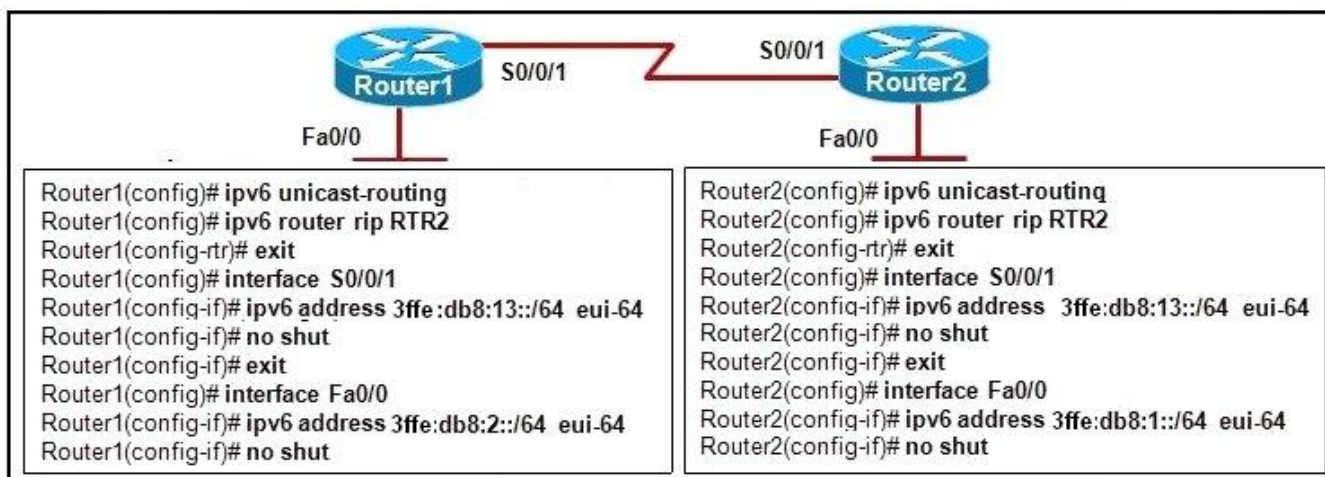 S0/0/1
S0/0/1
Router1
Router2
Fa0/0
Fa0/0
Router1(config)# ipv6 unicast-routing
Router1(config)# ipv6 router rip RTR2
Router1(config-rtr)# exit
Router1(config)# interface S0/0/1
Router1(config-if)# ipv6 address 3ffe:db8:13::/64 eui-64
Router1(config-if)# no shut
Router1(config-if)# exit
Router1(config)# interface Fa0/0
Router1(config-if)# ipv6 address 3ffe:db8:2::/64 eui-64
Router1(config-if)# no shut
Router2(config)# ipv6 unicast-routinq
Router2(config)# ipv6 router rip RTR2
Router2(config-rtr)# exit
Router2(config)# interface S0/0/1
Router2(config-if)# ipv6 address 3ffe:db8:13::/64 eui-64
Router2(config-if)# no shut
Router2(config-if)# exit
Router2(config)# interface Fa0/0
Router2(config-if)# ipv6 address 3ffe:db8:1::/64 eui-64
Router2(config-if)# no shut